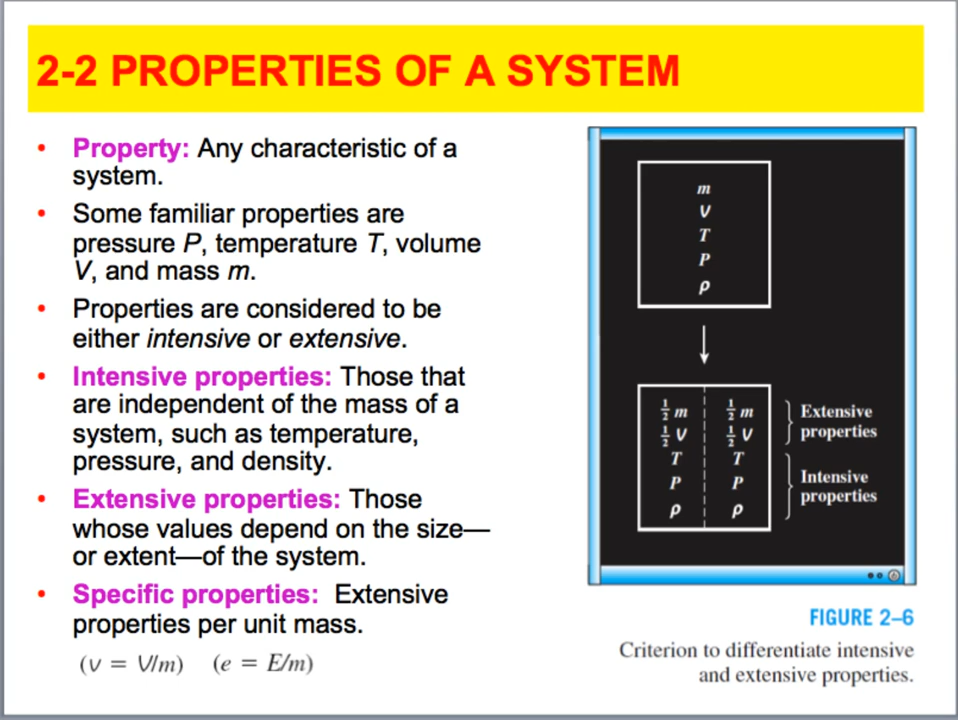 2-2 PROPERTIES OF A SYSTEM
• Property: Any characteristic of a
system.
• Some familiar properties are
pressure P, temperature T, volume
V, and mass m.
• Properties are considered to be
either intensive or extensive.
• Intensive properties: Those that
are independent of the mass of a
system, such as temperature,
pressure, and density.
• Extensive properties: Those
whose values depend on the size—
or extent—of the system.
• Specific properties: Extensive
properties per unit mass.
(v = V/m) (e = E/m)
m
V
T
P
ρ
½ m ½ m
½ V ½ V
T T
P P
ρ ρ
Extensive
properties
Intensive
properties
FIGURE 2–6
Criterion to differentiate intensive
and extensive properties.